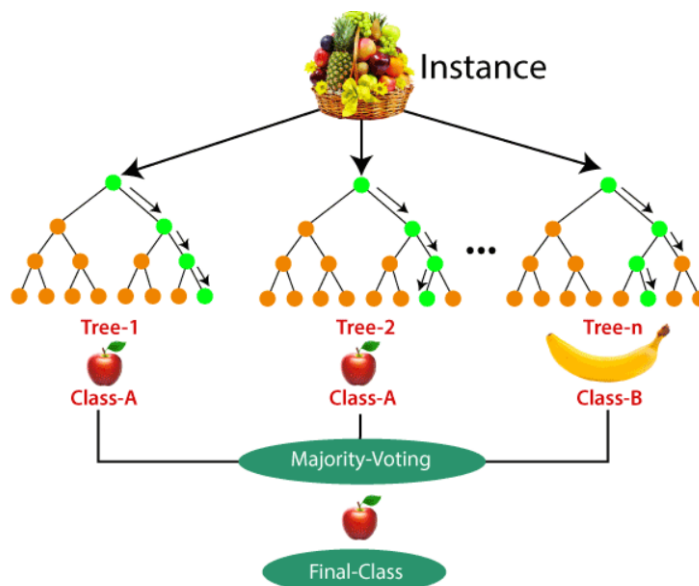 Instance
Tree-1
Tree-2
Tree-n
Class-A
Class-A
Class-B
Majority-Voting
Final-Class